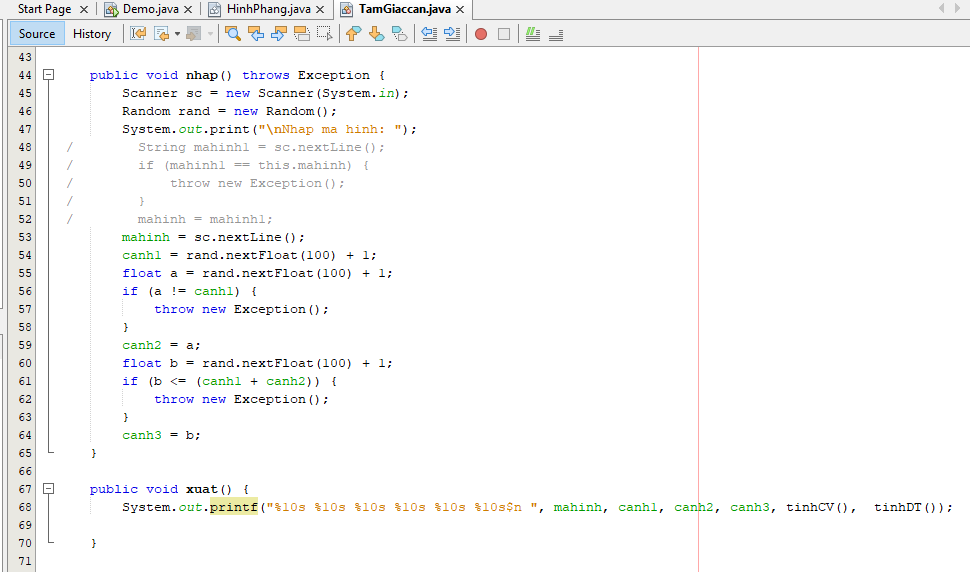 Start Page Demo.java HinhPhang.java TamGiaccan.java
Source History
43
44 public void nhap() throws Exception {
45 Scanner sc = new Scanner(System.in);
46 Random rand = new Random();
47 System.out.print("\nNhap ma hinh: ");
48 / String mahinh1 = sc.nextLine();
49 / if (mahinh1 == this.mahinh) {
50 / throw new Exception();
51 / }
52 / mahinh = mahinh1;
53 mahinh = sc.nextLine();
54 canh1 = rand.nextFloat(100) + 1;
55 float a = rand.nextFloat(100) + 1;
56 if (a != canh1) {
57 throw new Exception();
58 }
59 canh2 = a;
60 float b = rand.nextFloat(100) + 1;
61 if (b <= (canh1 + canh2)) {
62 throw new Exception();
63 }
64 canh3 = b;
65 }
66
67 public void xuat() {
68 System.out.printf("%10s %10s %10s %10s %10s %10s$n ", mahinh, canh1, canh2, canh3, tinhCV(), tinhDT());
69
70 }
71